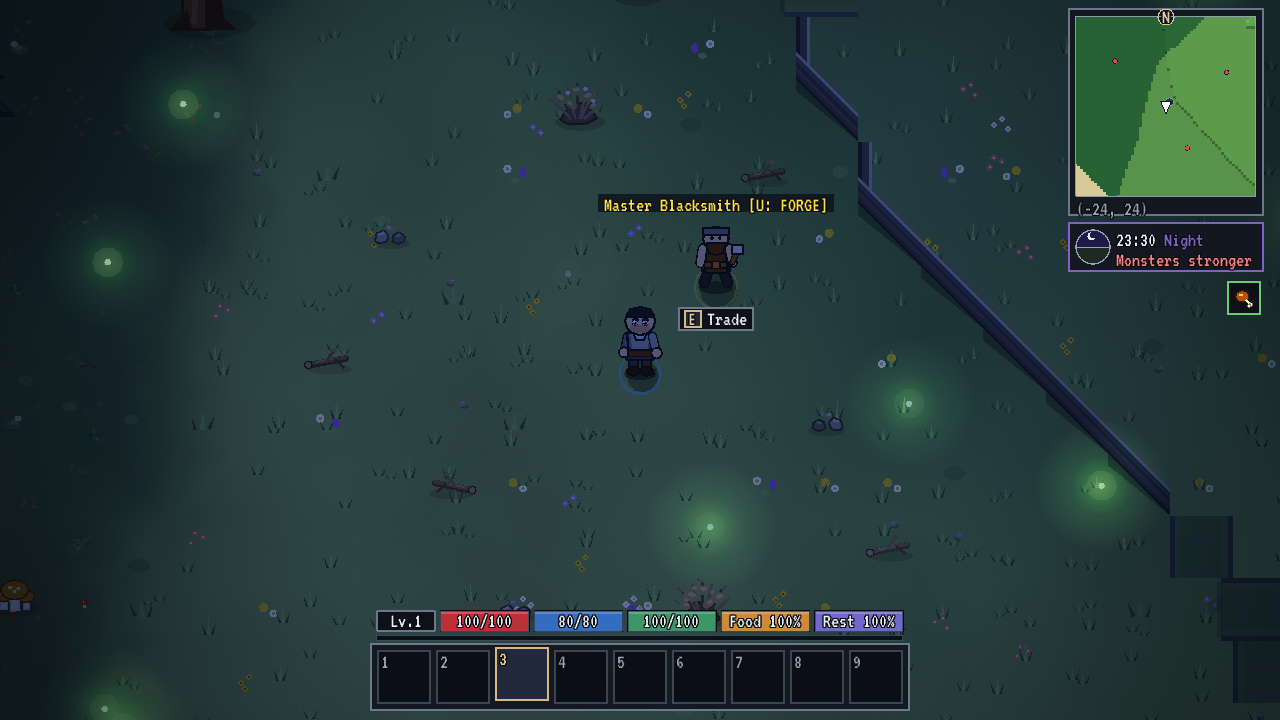 N
(-24, 24)
23:30 Night
Monsters stronger
Master Blacksmith [U: FORGE]
E Trade
Lv.1
100/100
80/80
100/100
Food 100%
Rest 100%
1 2 3 4 5 6 7 8 9